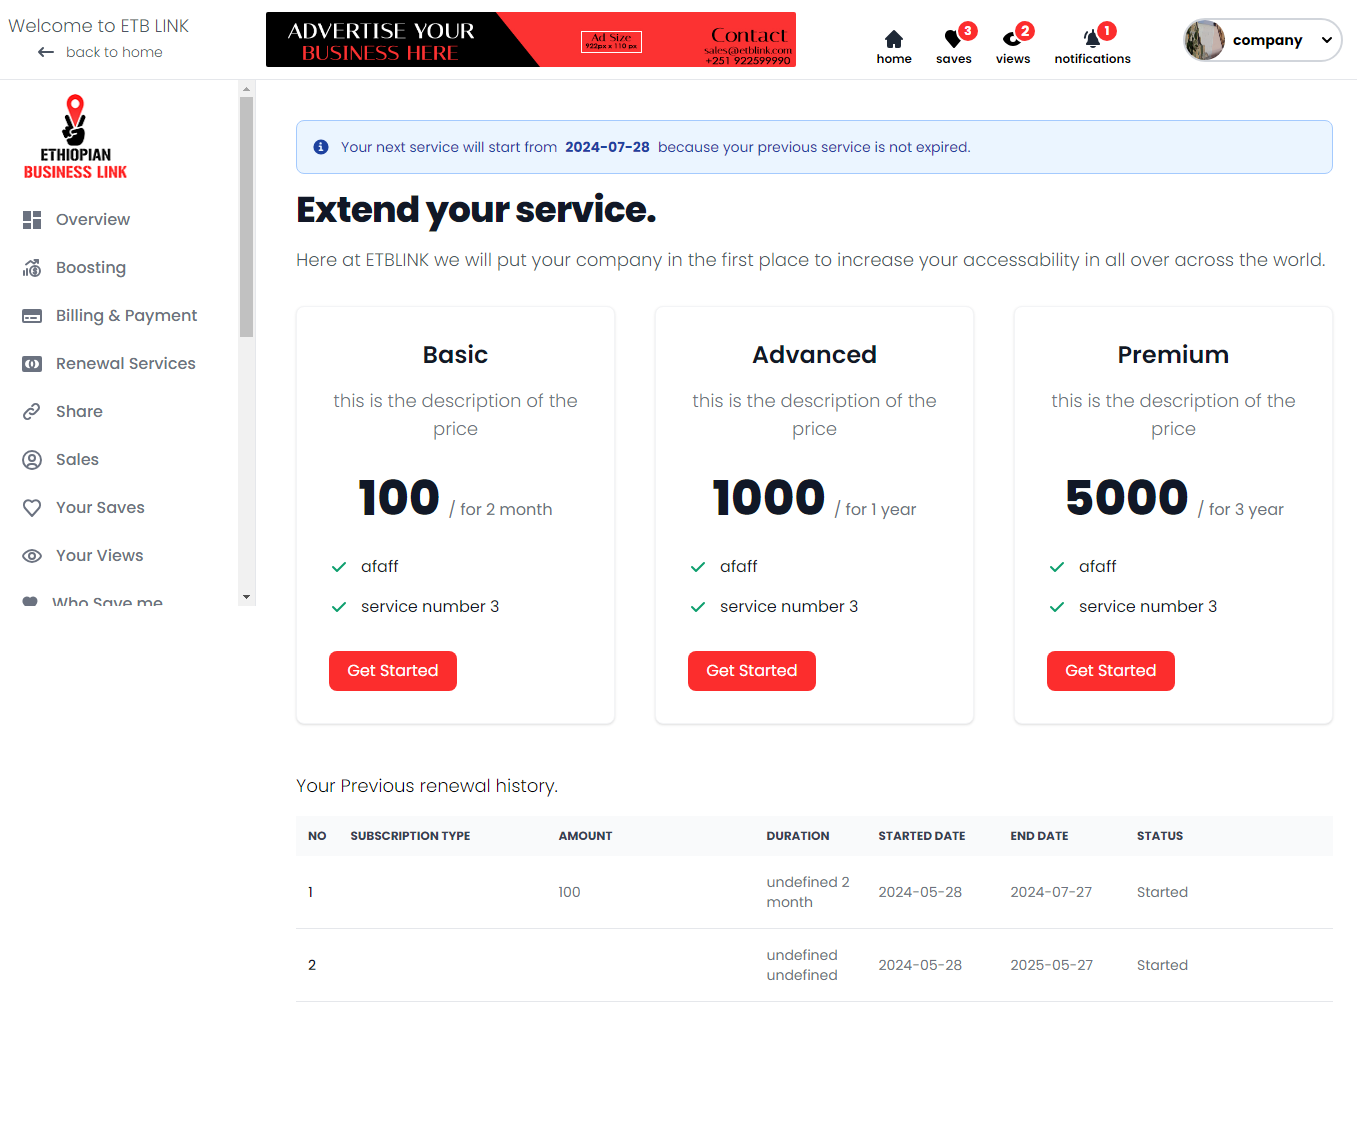 Welcome to ETB LINK
back to home
ADVERTISE YOUR
BUSINESS HERE
Ad Size
922px x 110 px
Contact
sales@etblink.com
+251 922599990
home
3
saves
2
views
1
notifications
company
ETHIOPIAN
BUSINESS LINK
Overview
Boosting
Billing & Payment
Renewal Services
Share
Sales
Your Saves
Your Views
Who Save me
Your next service will start from 2024-07-28 because your previous service is not expired.
Extend your service.
Here at ETBLINK we will put your company in the first place to increase your accessability in all over across the world.
Basic
this is the description of the
price
100 / for 2 month
afaff
service number 3
Get Started
Advanced
this is the description of the
price
1000 / for 1 year
afaff
service number 3
Get Started
Premium
this is the description of the
price
5000 / for 3 year
afaff
service number 3
Get Started
Your Previous renewal history.
NO SUBSCRIPTION TYPE AMOUNT DURATION STARTED DATE END DATE STATUS
1 100 undefined 2 month 2024-05-28 2024-07-27 Started
2 undefined undefined 2024-05-28 2025-05-27 Started